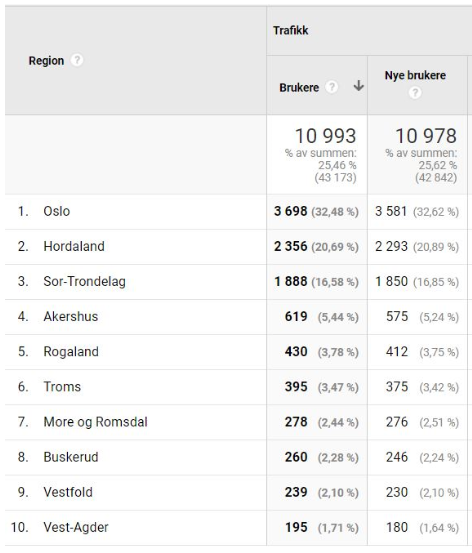 Region ?
Trafikk
Brukere ? ↓
Nye brukere ?
10 993
% av summen:
25,46 %
(43 173)
10 978
% av summen:
25,62 %
(42 842)
1. Oslo 3 698 (32,48 %) 3 581 (32,62 %)
2. Hordaland 2 356 (20,69 %) 2 293 (20,89 %)
3. Sor-Trondelag 1 888 (16,58 %) 1 850 (16,85 %)
4. Akershus 619 (5,44 %) 575 (5,24 %)
5. Rogaland 430 (3,78 %) 412 (3,75 %)
6. Troms 395 (3,47 %) 375 (3,42 %)
7. More og Romsdal 278 (2,44 %) 276 (2,51 %)
8. Buskerud 260 (2,28 %) 246 (2,24 %)
9. Vestfold 239 (2,10 %) 230 (2,10 %)
10. Vest-Agder 195 (1,71 %) 180 (1,64 %)